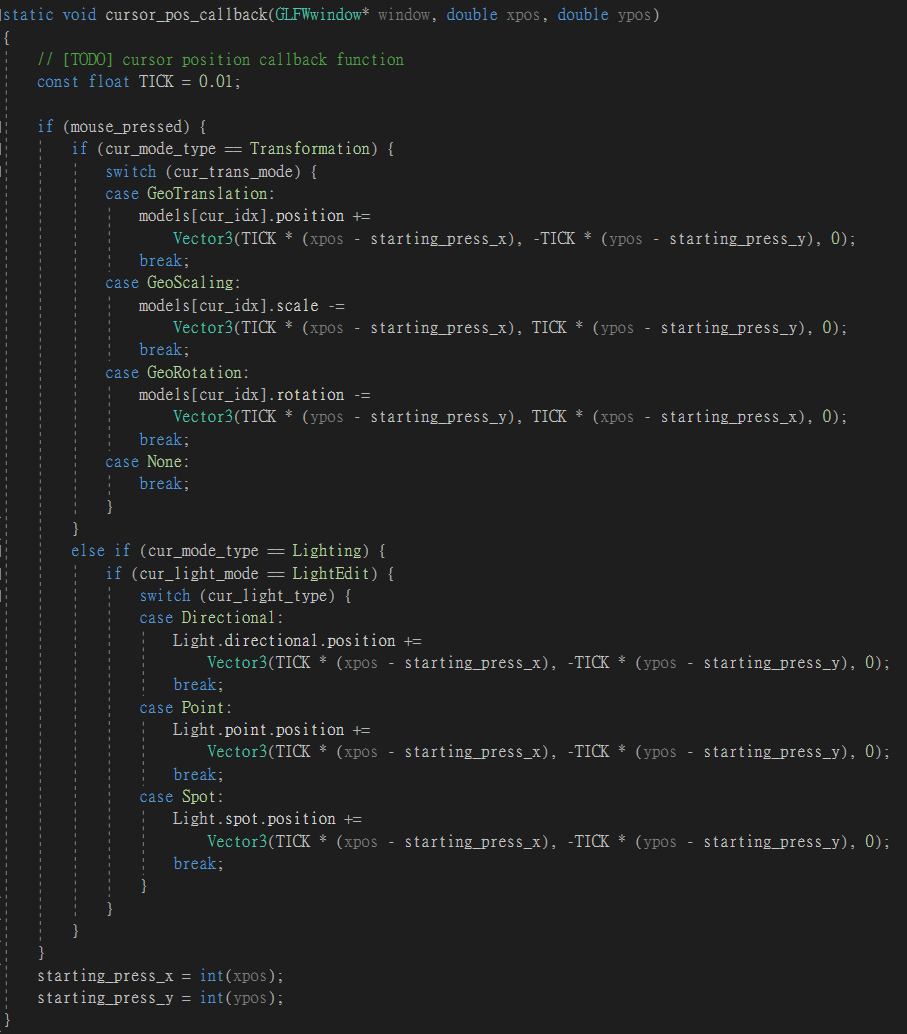 static void cursor_pos_callback(GLFWwindow* window, double xpos, double ypos)
{
    // [TODO] cursor position callback function
    const float TICK = 0.01;

    if (mouse_pressed) {
        if (cur_mode_type == Transformation) {
            switch (cur_trans_mode) {
            case GeoTranslation:
                models[cur_idx].position +=
                    Vector3(TICK * (xpos - starting_press_x), -TICK * (ypos - starting_press_y), 0);
                break;
            case GeoScaling:
                models[cur_idx].scale -=
                    Vector3(TICK * (xpos - starting_press_x), TICK * (ypos - starting_press_y), 0);
                break;
            case GeoRotation:
                models[cur_idx].rotation -=
                    Vector3(TICK * (ypos - starting_press_y), TICK * (xpos - starting_press_x), 0);
                break;
            case None:
                break;
            }
        }
        else if (cur_mode_type == Lighting) {
            if (cur_light_mode == LightEdit) {
                switch (cur_light_type) {
                case Directional:
                    Light.directional.position +=
                        Vector3(TICK * (xpos - starting_press_x), -TICK * (ypos - starting_press_y), 0);
                    break;
                case Point:
                    Light.point.position +=
                        Vector3(TICK * (xpos - starting_press_x), -TICK * (ypos - starting_press_y), 0);
                    break;
                case Spot:
                    Light.spot.position +=
                        Vector3(TICK * (xpos - starting_press_x), -TICK * (ypos - starting_press_y), 0);
                    break;
                }
            }
        }
    }
    starting_press_x = int(xpos);
    starting_press_y = int(ypos);
}